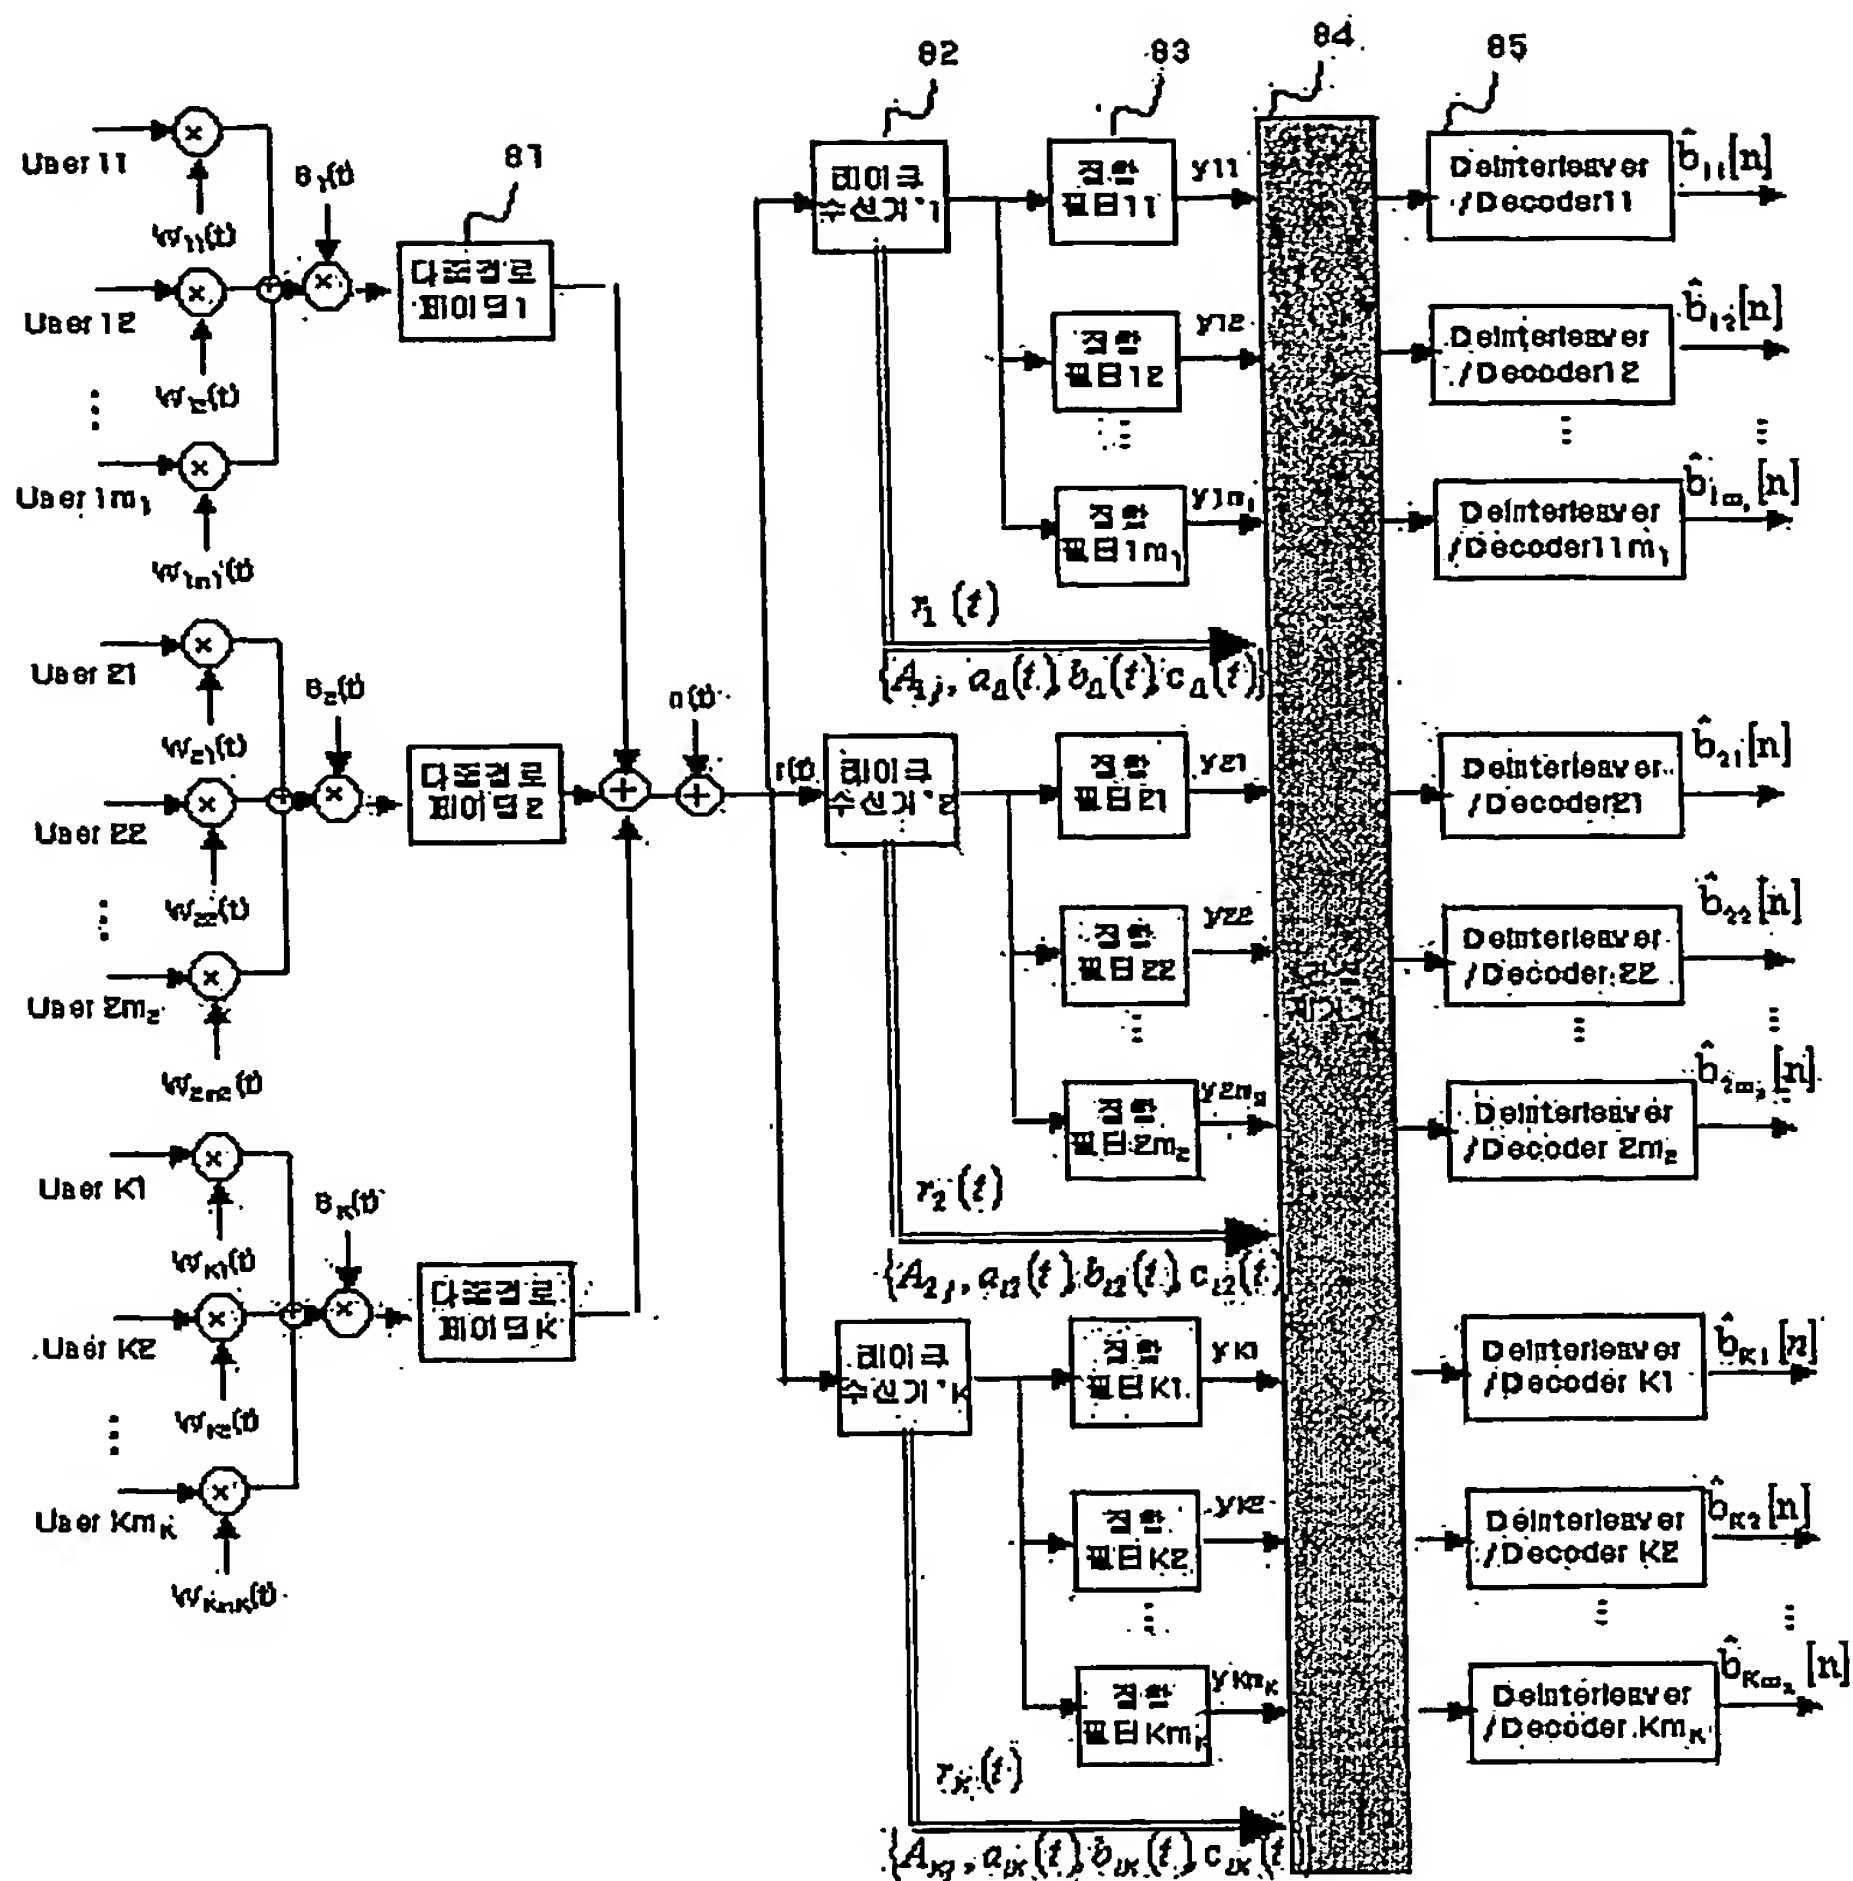 82
83
84
85
81
User 11
W11(t)
S1(t)
User 12
W12(t)
⋮
User 1m1
W1m1(t)
다중경로
페이딩1
레이크
수신기.1
정합
필터11
y11
Deinterleaver
/Decoder11
b̂11[n]
정합
필터12
y12
Deinterleaver
/Decoder12
b̂12[n]
⋮
⋮
⋮
정합
필터1m1
y1m1
Deinterleaver
/Decoder11m1
b̂1m1[n]
r1(t)
User 21
W21(t)
S2(t)
User 22
W22(t)
⋮
User 2m2
W2m2(t)
다중경로
페이딩2
n(t)
r(t)
레이크
수신기.2
정합
필터21
y21
Deinterleaver
/Decoder21
b̂21[n]
정합
필터22
y22
Deinterleaver
/Decoder 22
b̂22[n]
⋮
⋮
⋮
정합
필터2m2
y2m2
Deinterleaver
/Decoder 2m2
b̂2m2[n]
r2(t)
User K1
WK1(t)
SK(t)
User K2
WK2(t)
⋮
User KmK
WKmK(t)
다중경로
페이딩K
레이크
수신기.K
정합
필터K1
yK1
Deinterleaver
/Decoder K1
b̂K1[n]
정합
필터K2
yK2
Deinterleaver
/Decoder K2
b̂K2[n]
⋮
⋮
⋮
정합
필터KmK
yKmK
Deinterleaver
/Decoder KmK
b̂KmK[n]
rK(t)